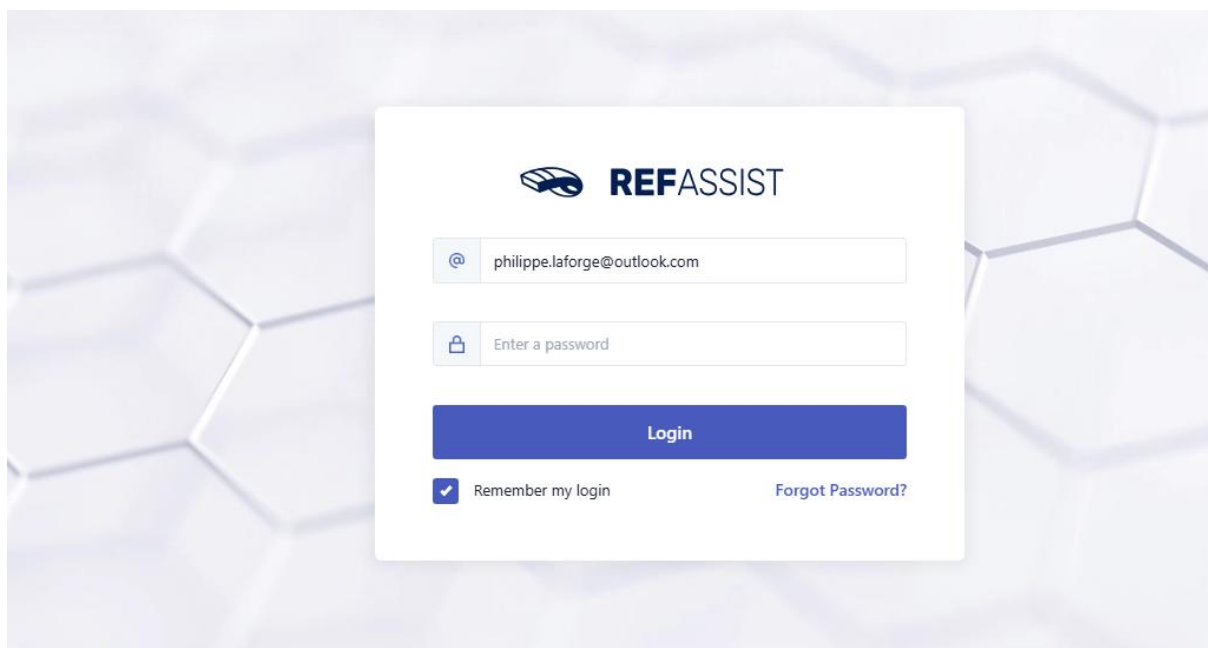 REFASSIST
@ philippe.laforge@outlook.com
Enter a password
Login
Remember my login Forgot Password?